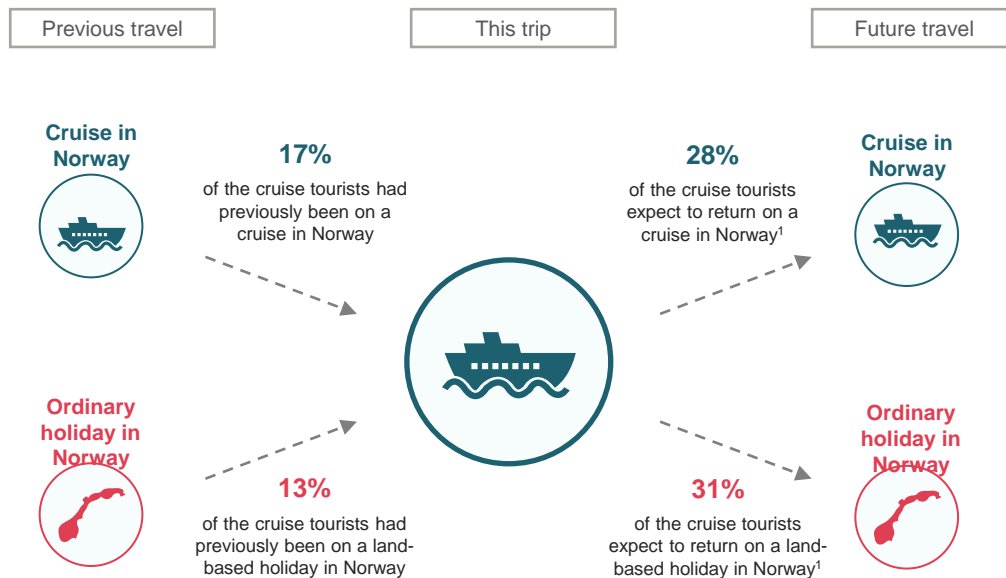 Previous travel
This trip
Future travel
Cruise in
Norway
17%
of the cruise tourists had
previously been on a
cruise in Norway
28%
of the cruise tourists
expect to return on a
cruise in Norway¹
Cruise in
Norway
Ordinary
holiday in
Norway
13%
of the cruise tourists had
previously been on a land-
based holiday in Norway
31%
of the cruise tourists
expect to return on a land-
based holiday in Norway¹
Ordinary
holiday in
Norway